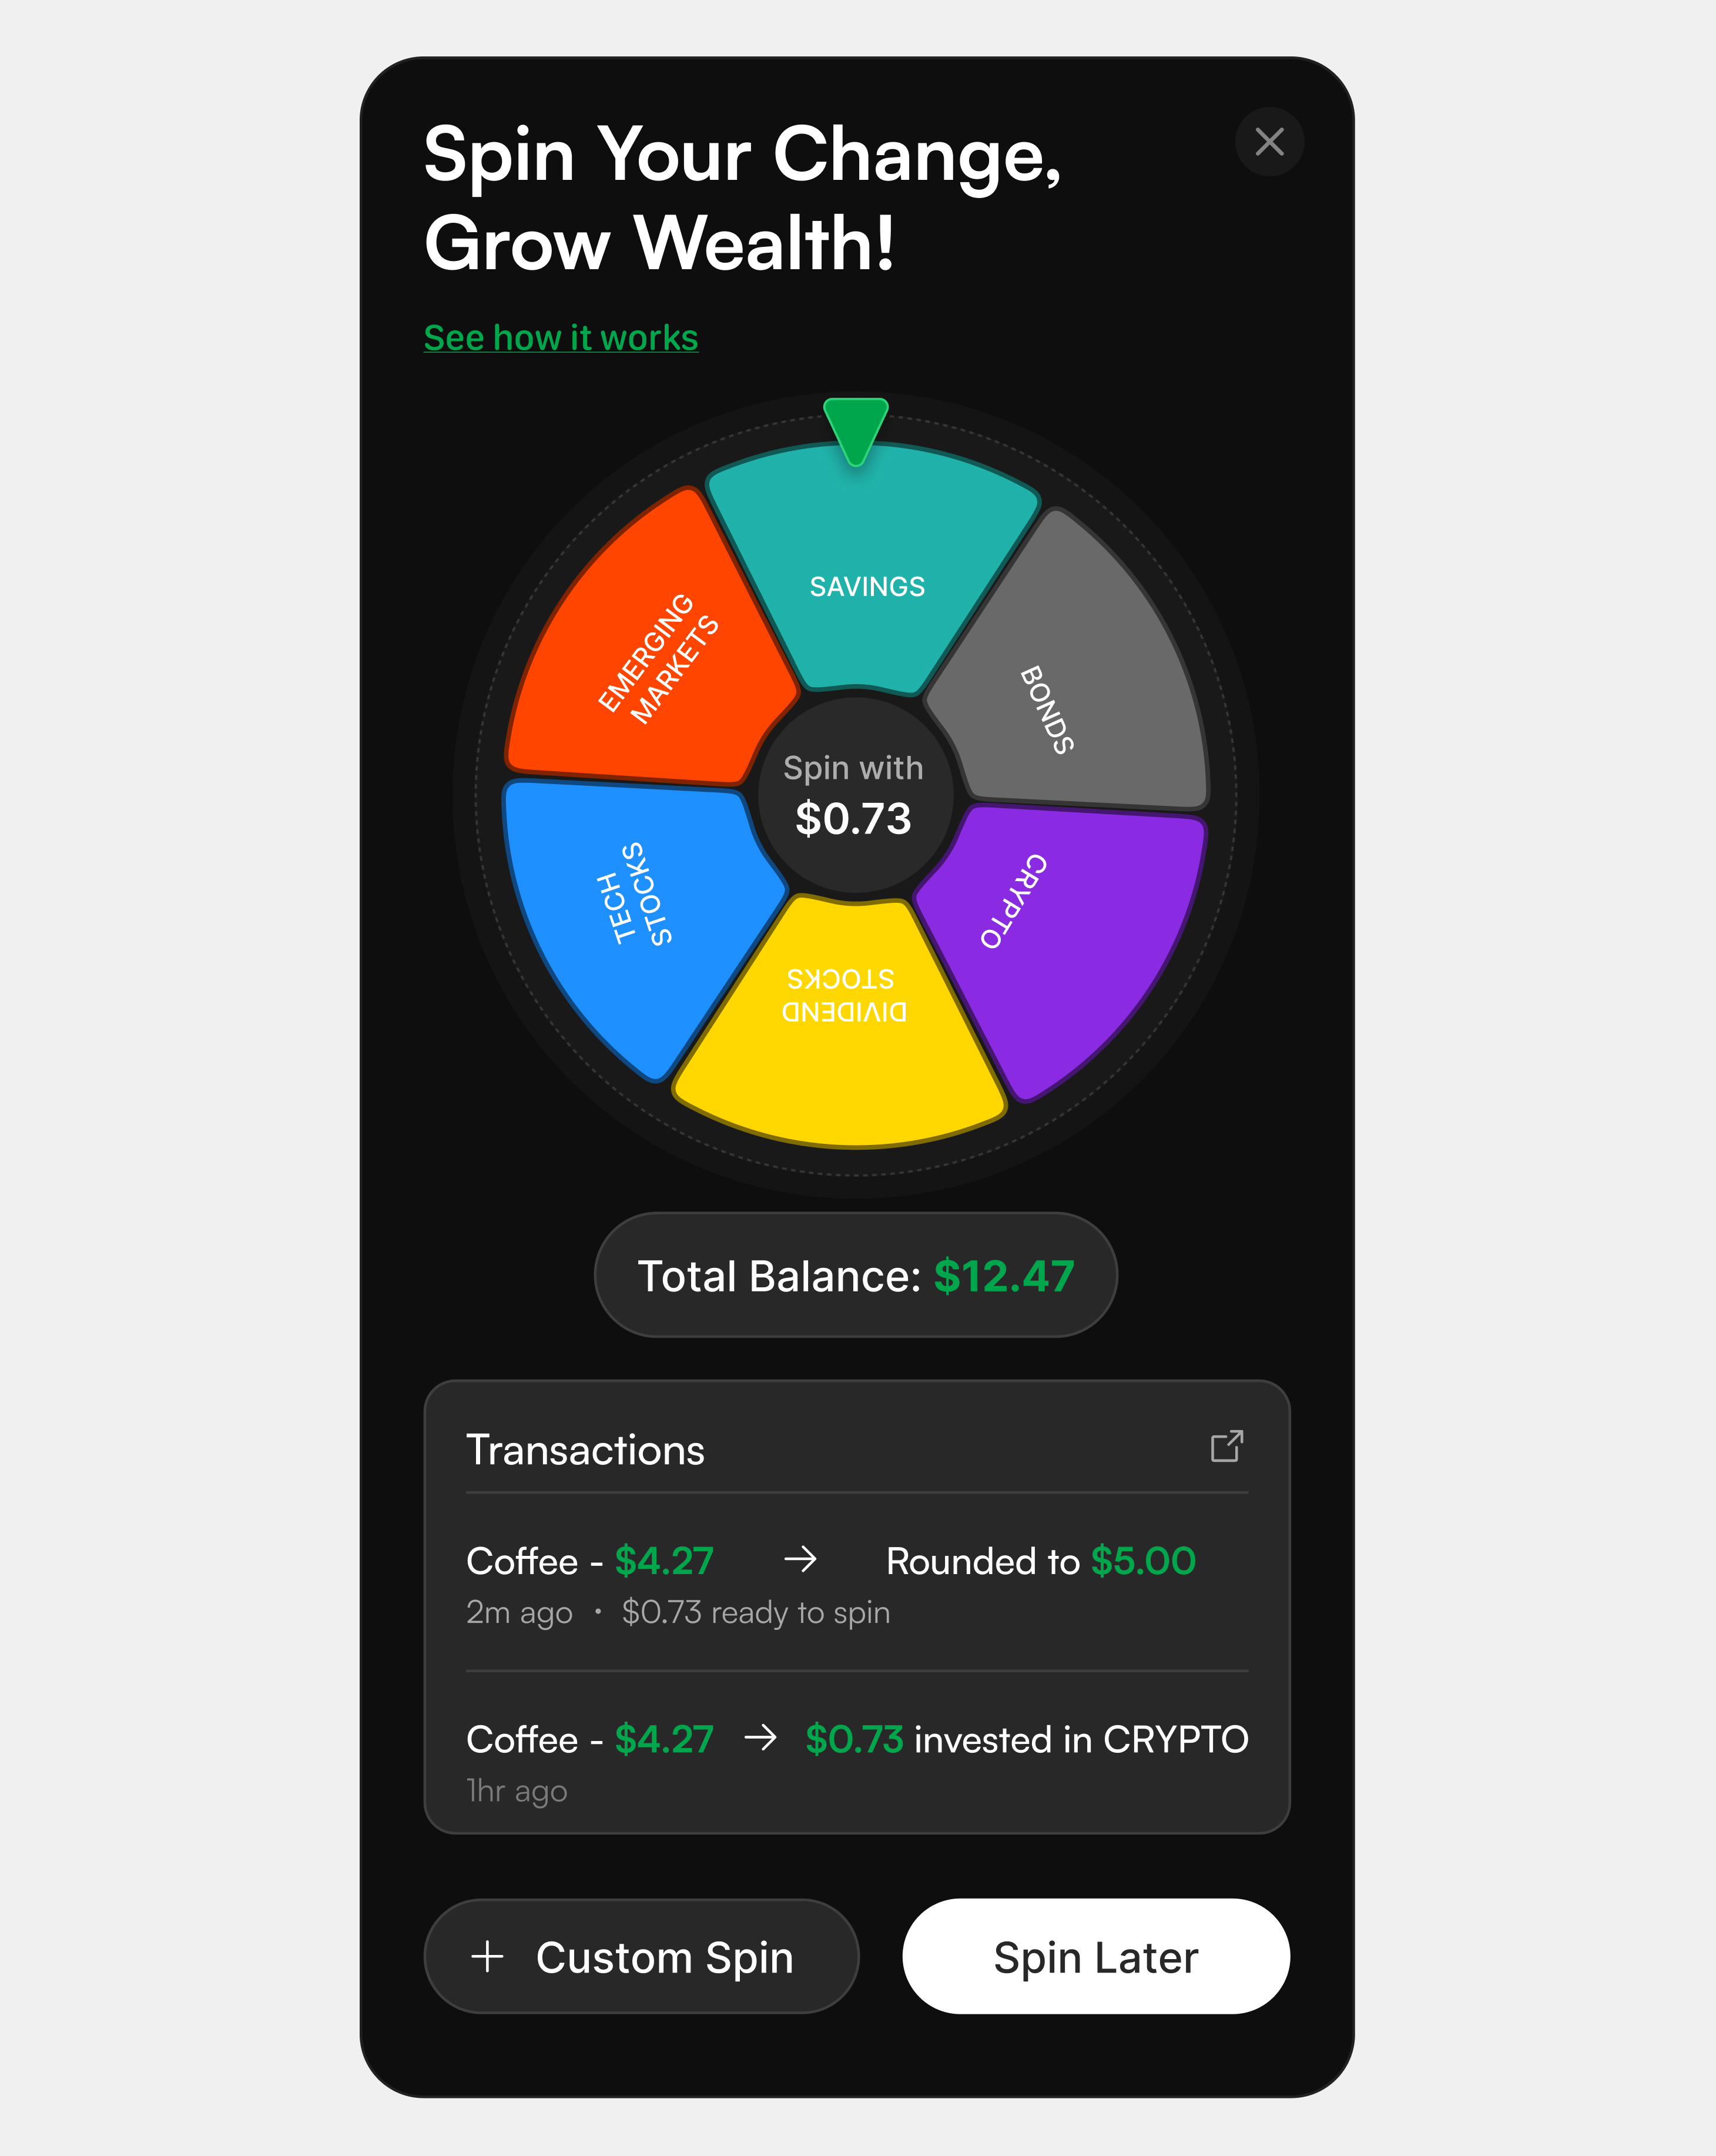 Spin Your Change,
Grow Wealth!
See how it works
SAVINGS
EMERGING
MARKETS
BONDS
Spin with
$0.73
TECH
STOCKS
CRYPTO
DIVIDEND
STOCKS
Total Balance: $12.47
Transactions
Coffee - $4.27 → Rounded to $5.00
2m ago • $0.73 ready to spin
Coffee - $4.27 → $0.73 invested in CRYPTO
1hr ago
+ Custom Spin
Spin Later